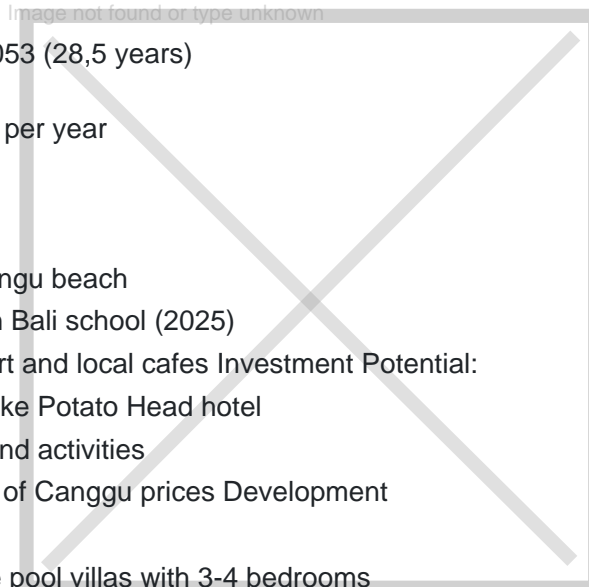 Image not found or type unknown
053 (28,5 years)
per year
ngu beach
n Bali school (2025)
rt and local cafes Investment Potential:
ke Potato Head hotel
nd activities
of Canggu prices Development
pool villas with 3-4 bedrooms